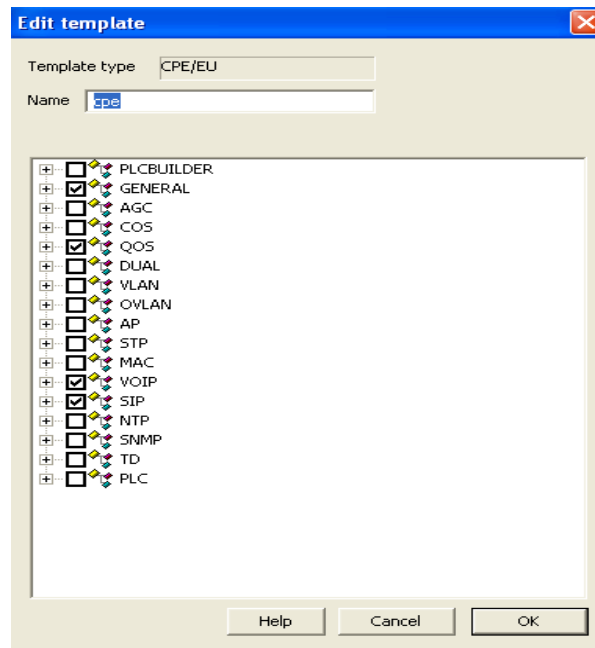 Edit template
Template type CPE/EU
Name cpe
PLCBUILDER
GENERAL
AGC
COS
QOS
DUAL
VLAN
OVLAN
AP
STP
MAC
VOIP
SIP
NTP
SNMP
TD
PLC
Help Cancel OK